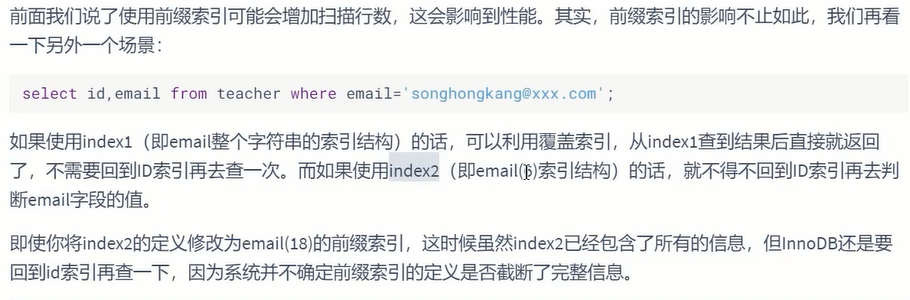 前面我们说了使用前缀索引可能会增加扫描行数，这会影响到性能。其实，前缀索引的影响不止如此，我们再看
一下另外一个场景：
select id,email from teacher where email='songhongkang@xxx.com';
如果使用index1（即email整个字符串的索引结构）的话，可以利用覆盖索引，从index1查到结果后直接就返回
了，不需要回到ID索引再去查一次。而如果使用index2（即email(6)索引结构）的话，就不得不回到ID索引再去判
断email字段的值。
即使你将index2的定义修改为email(18)的前缀索引，这时候虽然index2已经包含了所有的信息，但InnoDB还是要
回到id索引再查一下，因为系统并不确定前缀索引的定义是否截断了完整信息。